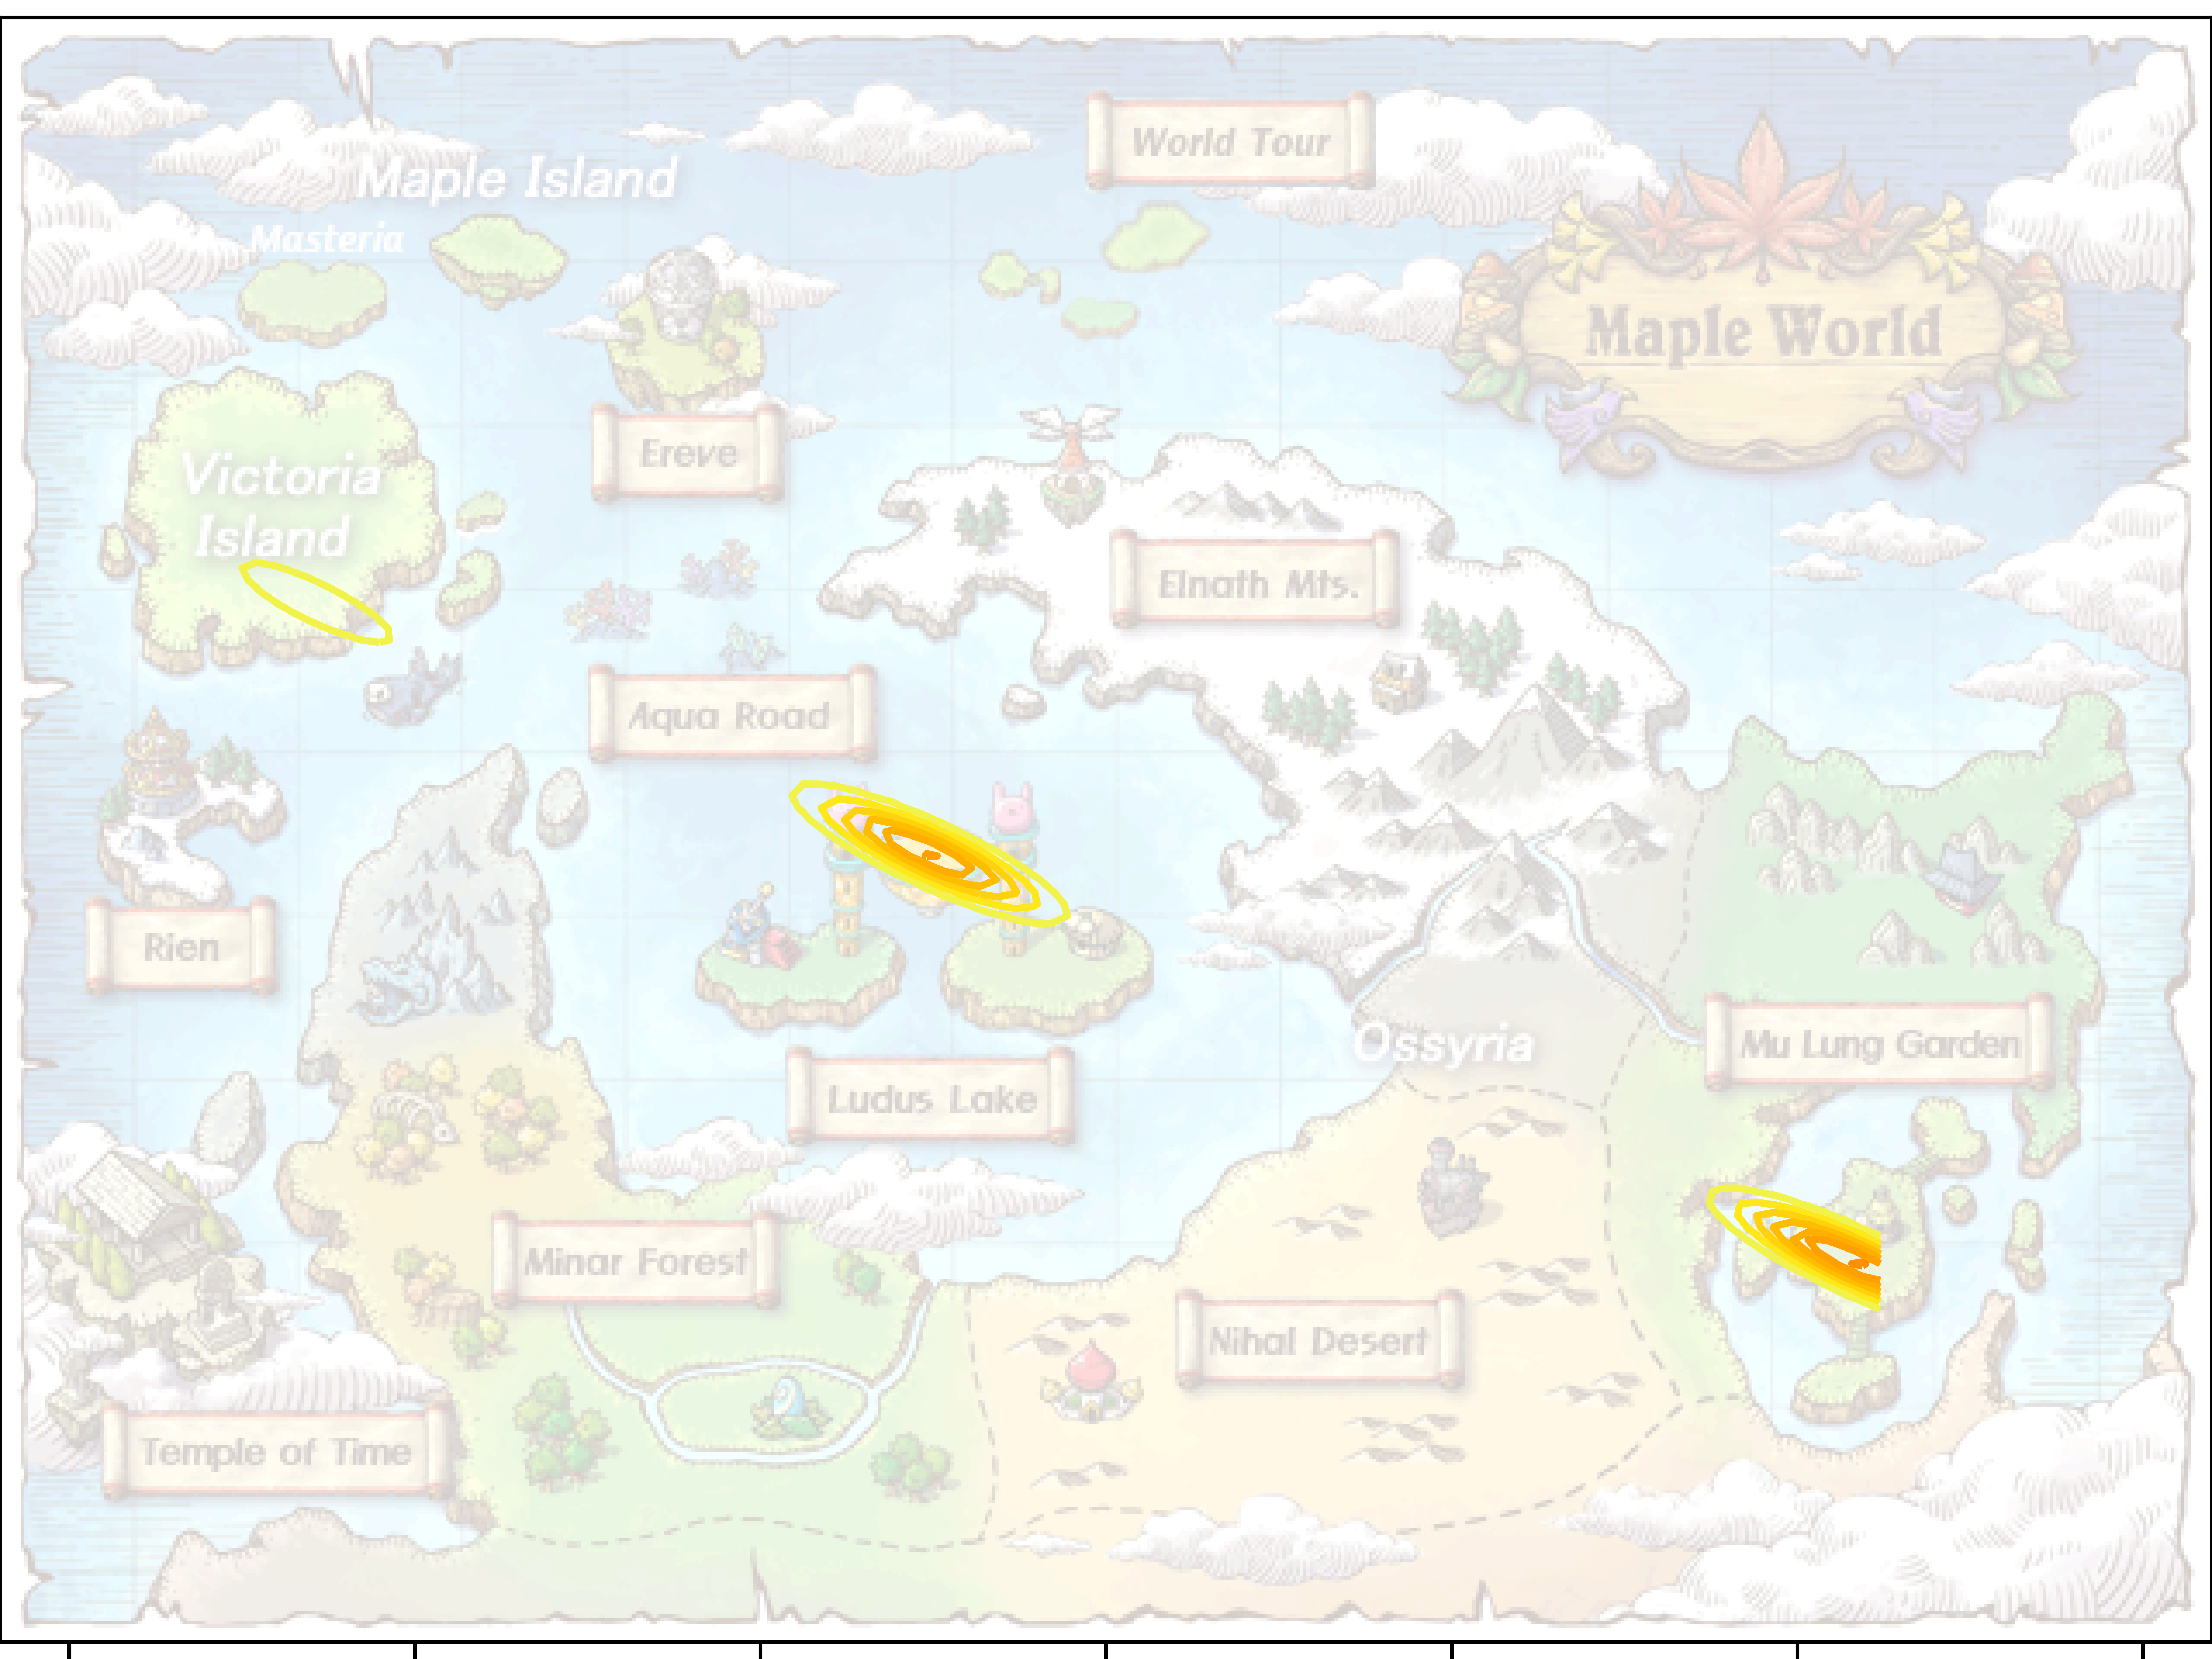 World Tour
Maple Island
Masteria
Maple World
Ereve
Victoria
Island
Elnath Mts.
Aqua Road
Rien
Ossyria
Mu Lung Garden
Ludus Lake
Minar Forest
Nihal Desert
Temple of Time